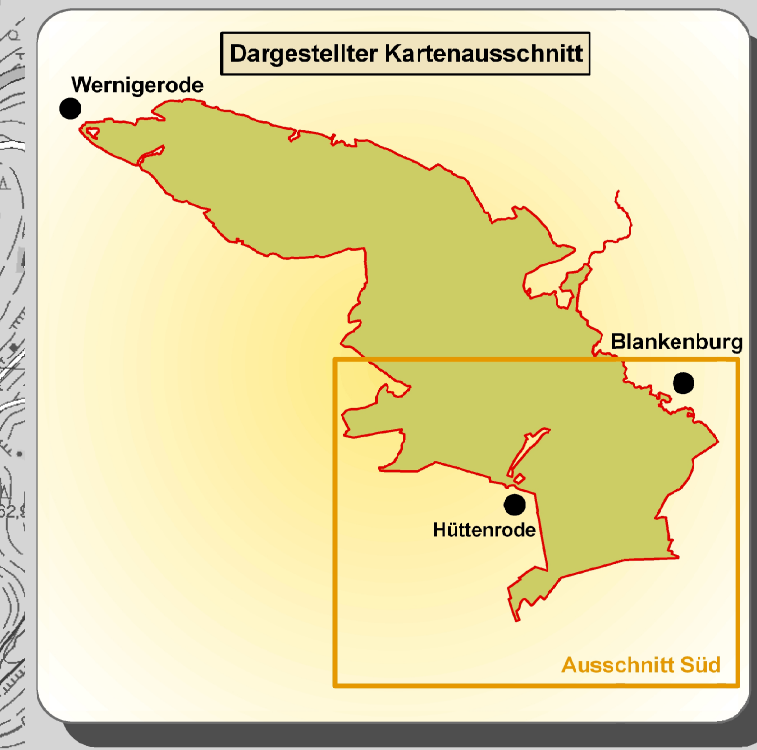 Dargestellter Kartenausschnitt
Wernigerode
Blankenburg
Hüttenrode
Ausschnitt Süd